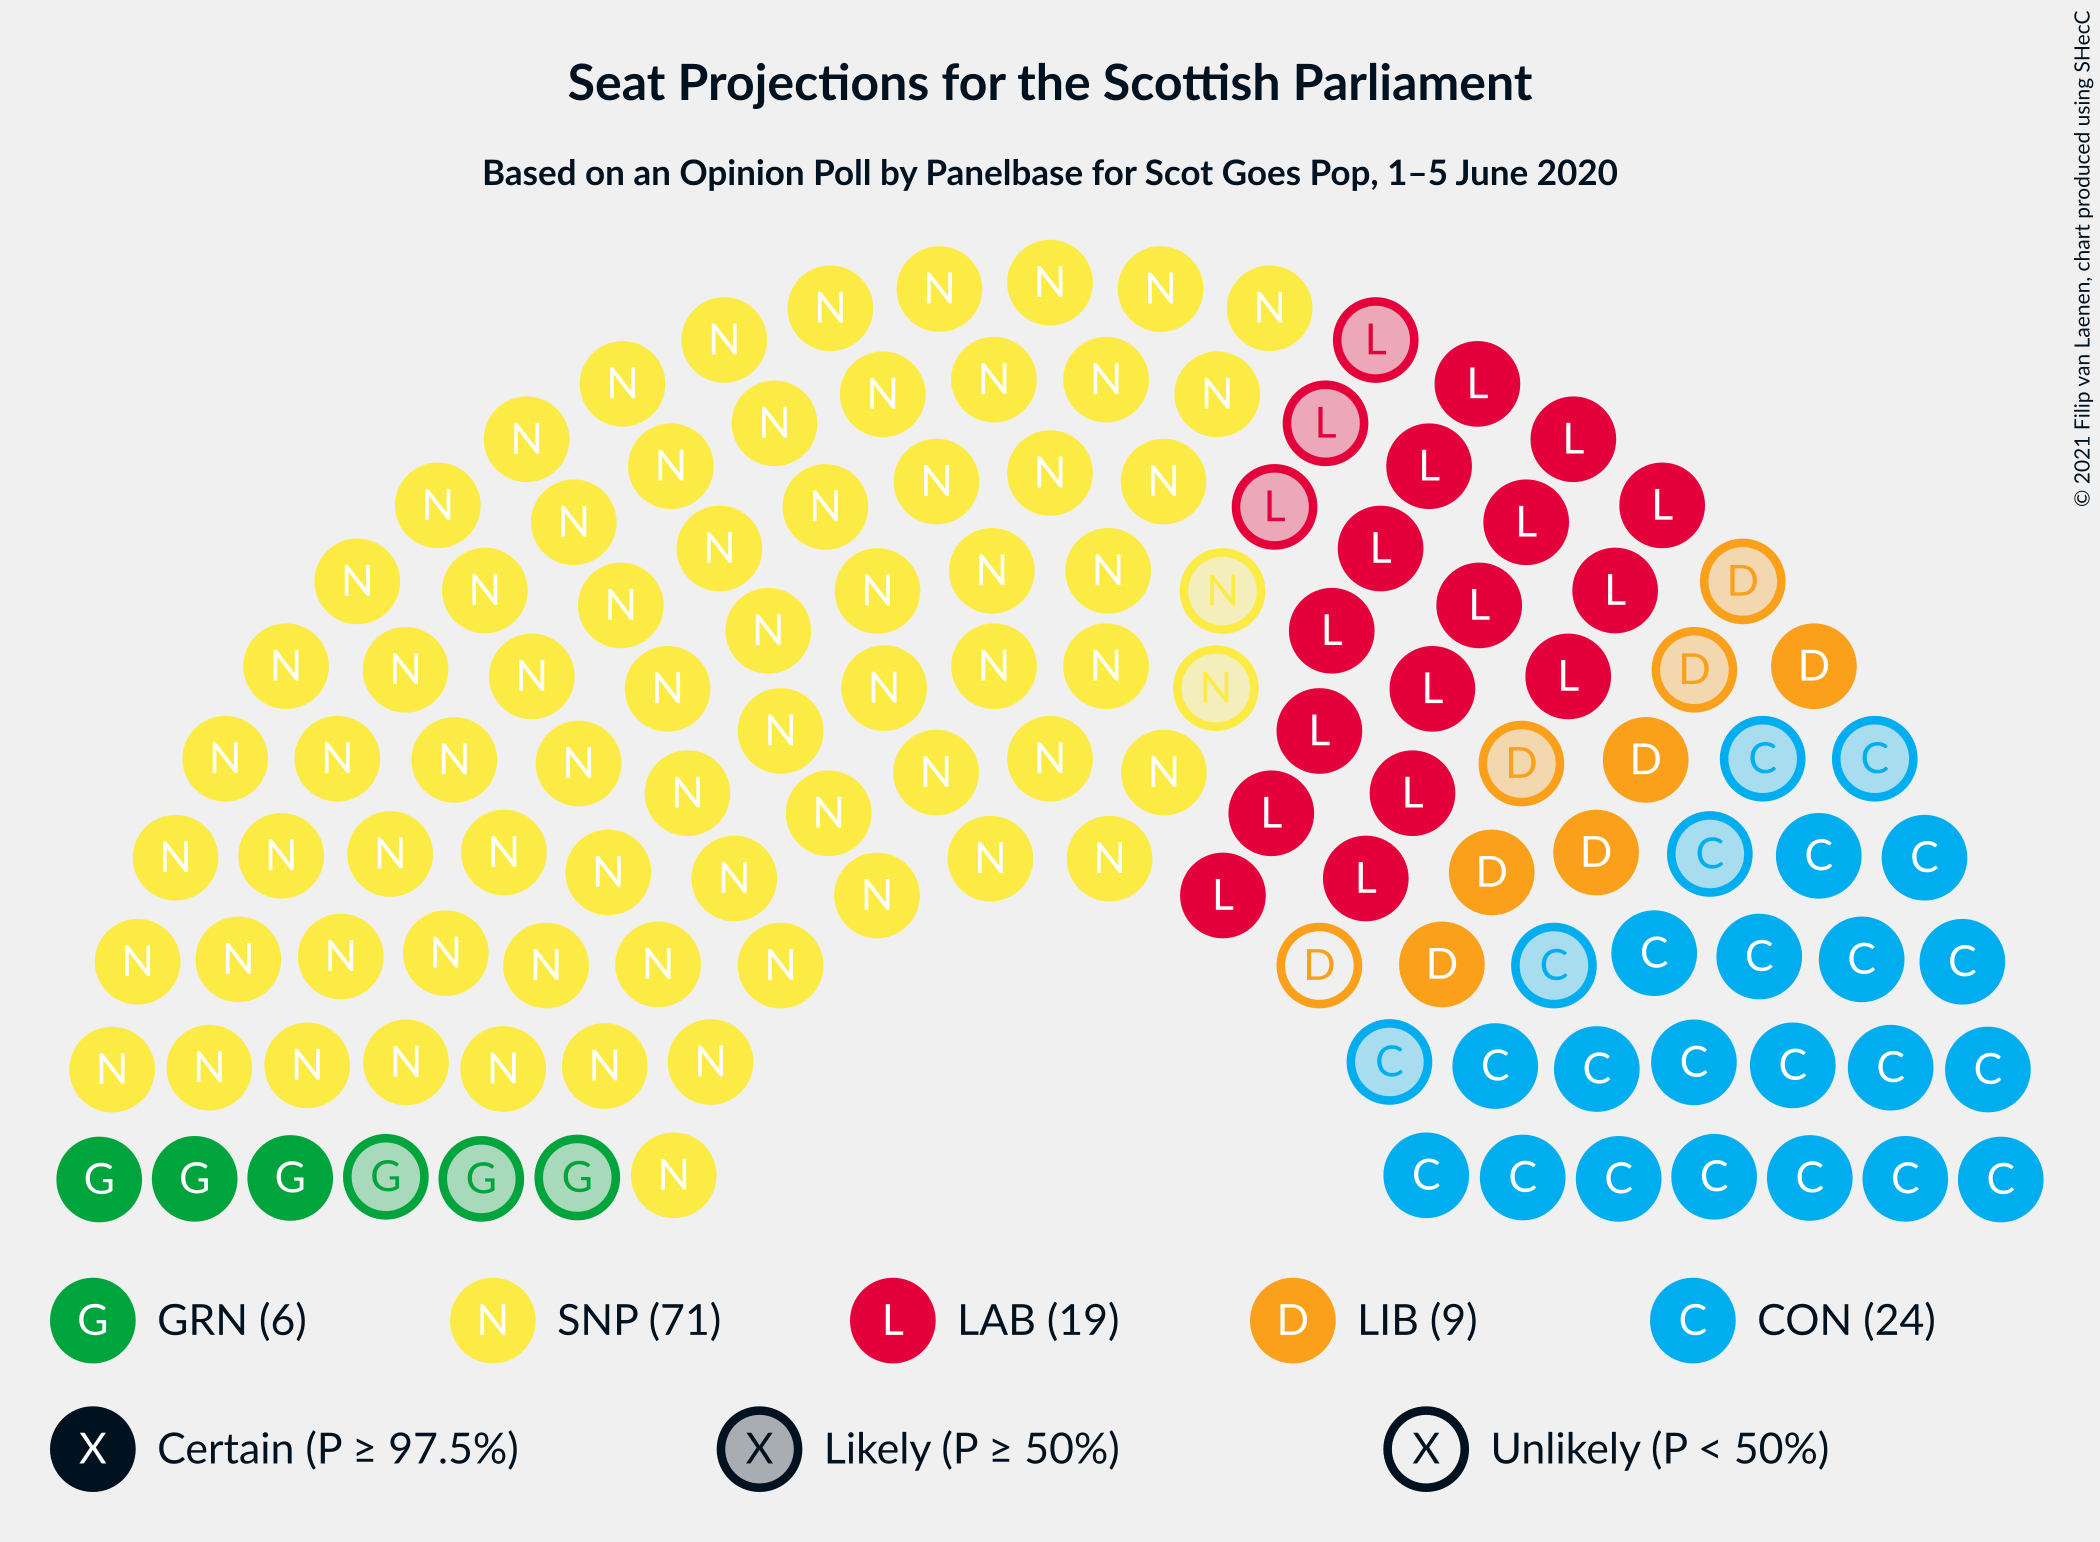 Seat Projections for the Scottish Parliament
Based on an Opinion Poll by Panelbase for Scot Goes Pop, 1–5 June 2020
© 2021 Filip van Laenen, chart produced using SHecC
N N N N N
N L
N N N N N L
N N L L
N N N N N N L L L
N N L L
N N N N N N N L L D
N L
N N N N N N N N L L D D
N L
N N N N N N N D D C C
N N L L
N N N N N N N N N L L D D C C C
N N N N N N N D D C C C C C
N N N N N N N C C C C C C C
G G G G G G N C C C C C C C
G GRN (6) N SNP (71) L LAB (19) D LIB (9) C CON (24)
X Certain (P ≥ 97.5%) X Likely (P ≥ 50%) X Unlikely (P < 50%)